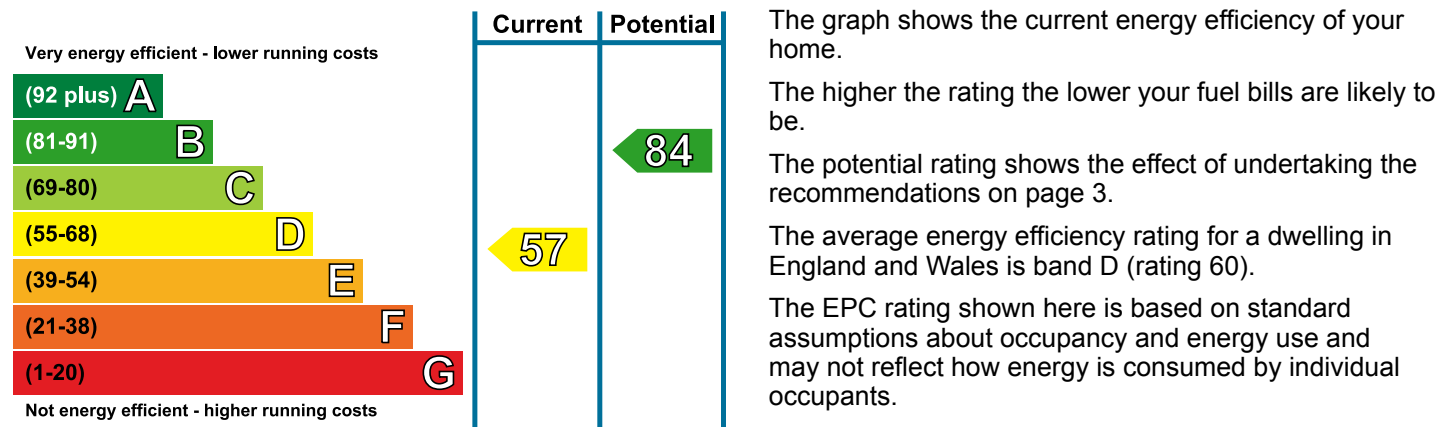 Current Potential
Very energy efficient - lower running costs
(92 plus) A
(81-91) B
84
(69-80) C
(55-68) D
57
(39-54) E
(21-38) F
(1-20) G
Not energy efficient - higher running costs
The graph shows the current energy efficiency of your
home.
The higher the rating the lower your fuel bills are likely to
be.
The potential rating shows the effect of undertaking the
recommendations on page 3.
The average energy efficiency rating for a dwelling in
England and Wales is band D (rating 60).
The EPC rating shown here is based on standard
assumptions about occupancy and energy use and
may not reflect how energy is consumed by individual
occupants.